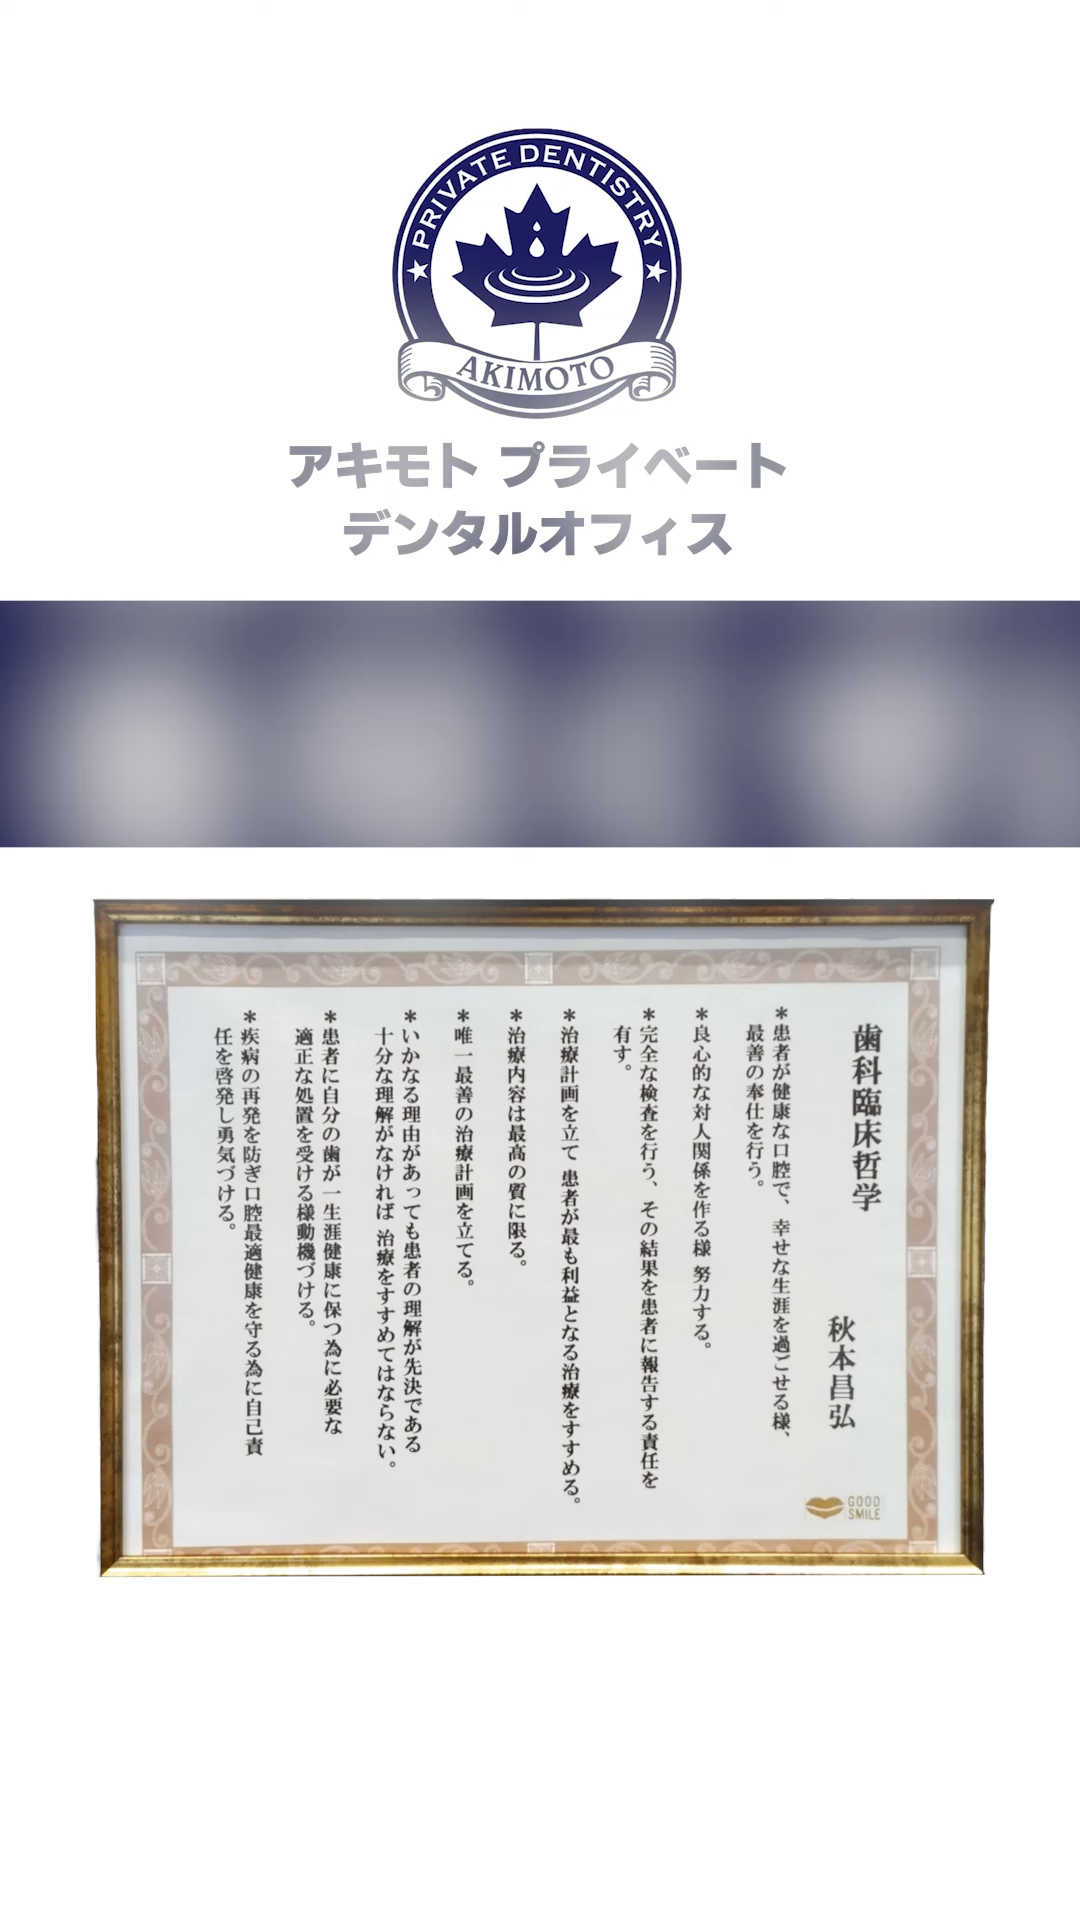 PRIVATE DENTISTRY
AKIMOTO
アキモト プライベート
デンタルオフィス
歯科臨床哲学
秋本昌弘
＊患者が健康な口腔で、幸せな生涯を過ごせる様、
最善の奉仕を行う。
＊良心的な対人関係を作る様 努力する。
＊完全な検査を行う、その結果を患者に報告する責任を
有す。
＊治療計画を立て 患者が最も利益となる治療をすすめる。
＊治療内容は最高の質に限る。
＊唯一最善の治療計画を立てる。
＊いかなる理由があっても患者の理解が先決である
十分な理解がなければ 治療をすすめてはならない。
＊患者に自分の歯が一生涯健康に保つ為に必要な
適正な処置を受ける様動機づける。
＊疾病の再発を防ぎ口腔最適健康を守る為に自己責
任を啓発し勇気づける。
GOOD
SMILE